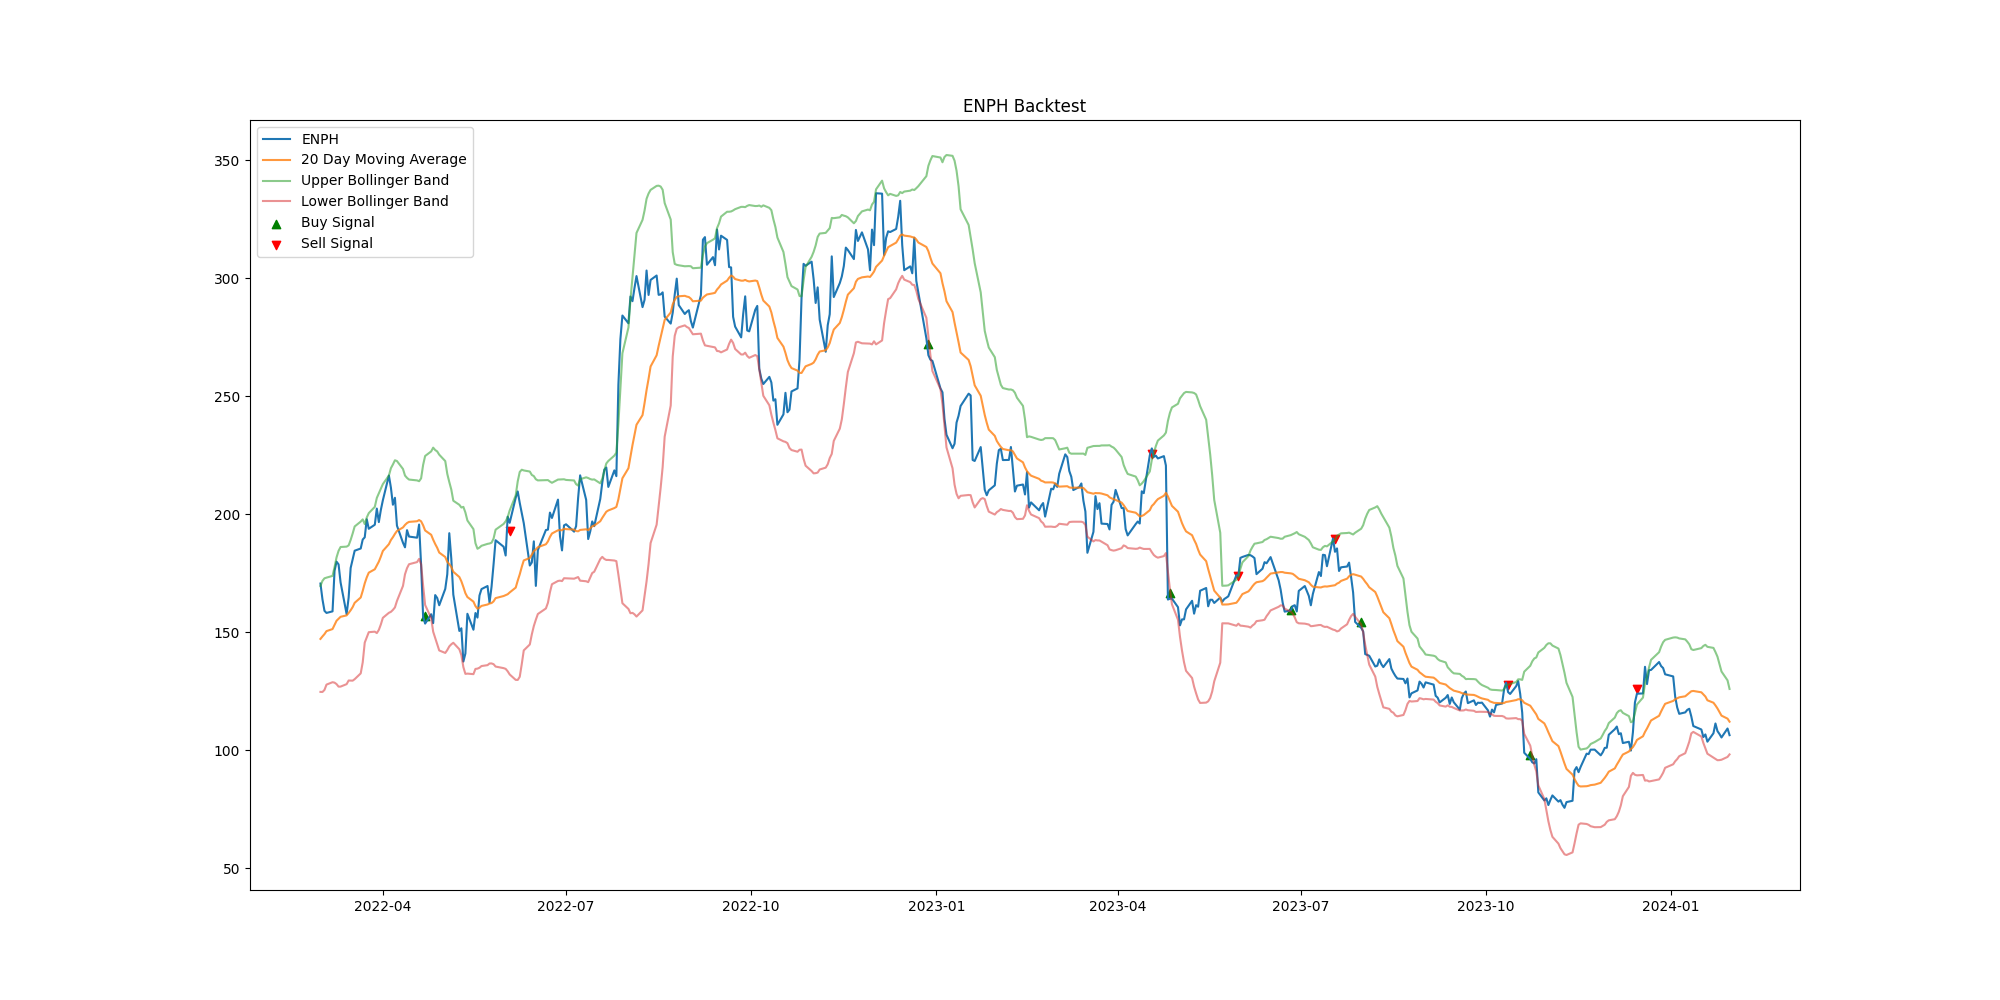 ENPH Backtest
ENPH
20 Day Moving Average
Upper Bollinger Band
Lower Bollinger Band
Buy Signal
Sell Signal
350
300
250
200
150
100
50
2022-04 2022-07 2022-10 2023-01 2023-04 2023-07 2023-10 2024-01